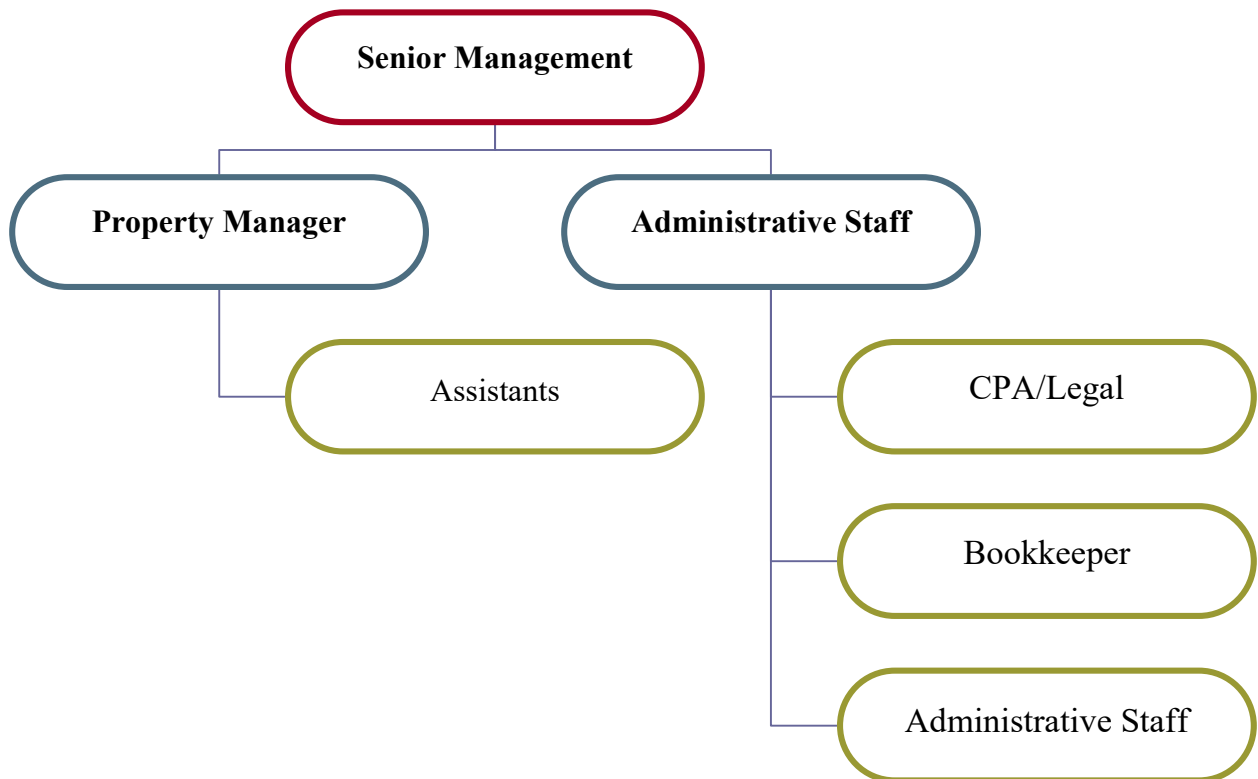 Senior Management
Property Manager
Administrative Staff
Assistants
CPA/Legal
Bookkeeper
Administrative Staff